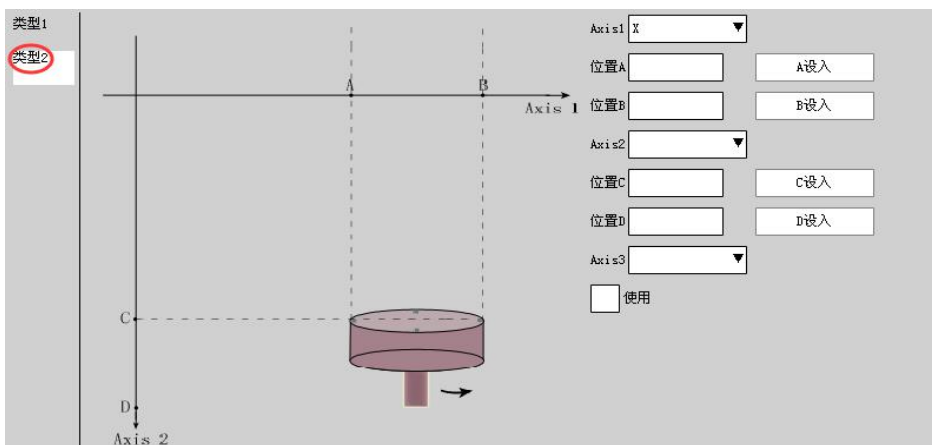 类型1
类型2
A
B
Axis 1
C
D
Axis 2
Axis1 X
位置A
A设入
位置B
B设入
Axis2
位置C
C设入
位置D
D设入
Axis3
使用